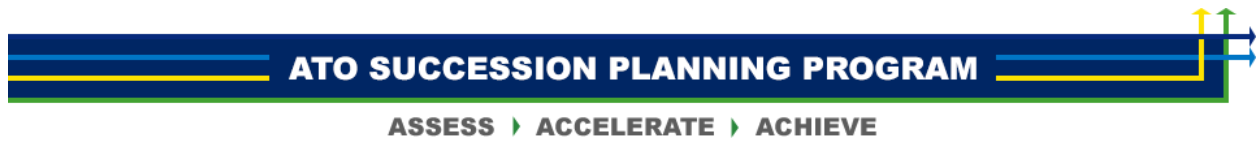 ATO SUCCESSION PLANNING PROGRAM
ASSESS ACCELERATE ACHIEVE